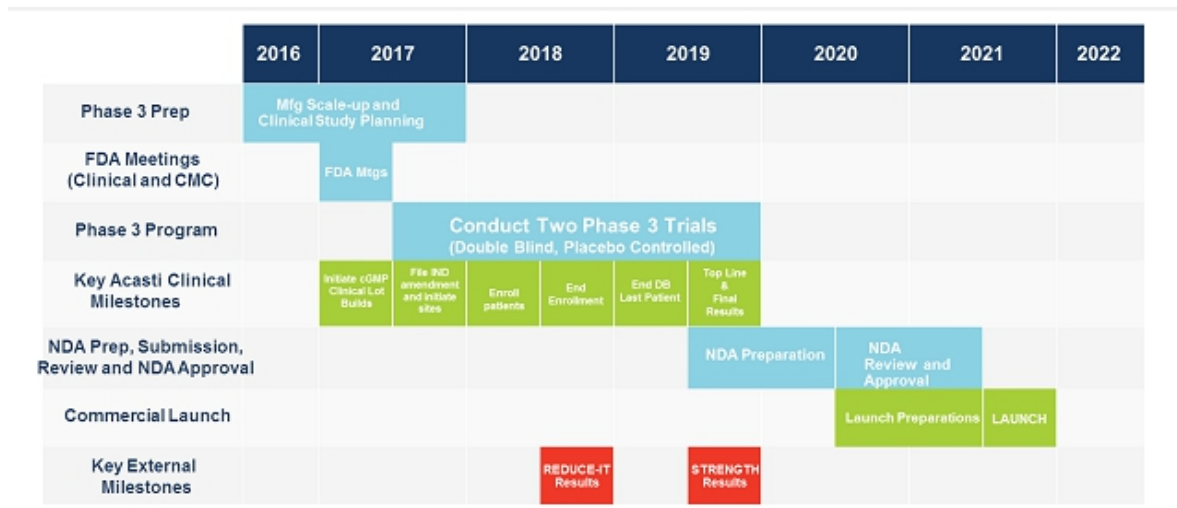 2016 2017 2018 2019 2020 2021 2022
Phase 3 Prep
Mfg Scale-up and
Clinical Study Planning
FDA Meetings
(Clinical and CMC)
FDA Mtgs
Phase 3 Program
Conduct Two Phase 3 Trials
(Double Blind, Placebo Controlled)
Key Acasti Clinical
Milestones
Initiate cGMP
Clinical Lot
Builds
File IND
amendment
and initiate
sites
Enroll
patients
End
Enrollment
End DB
Last Patient
Top Line
&
Final
Results
NDA Prep, Submission,
Review and NDA Approval
NDA Preparation
NDA
Review and
Approval
Commercial Launch
Launch Preparations
LAUNCH
Key External
Milestones
REDUCE-IT
Results
STRENGTH
Results